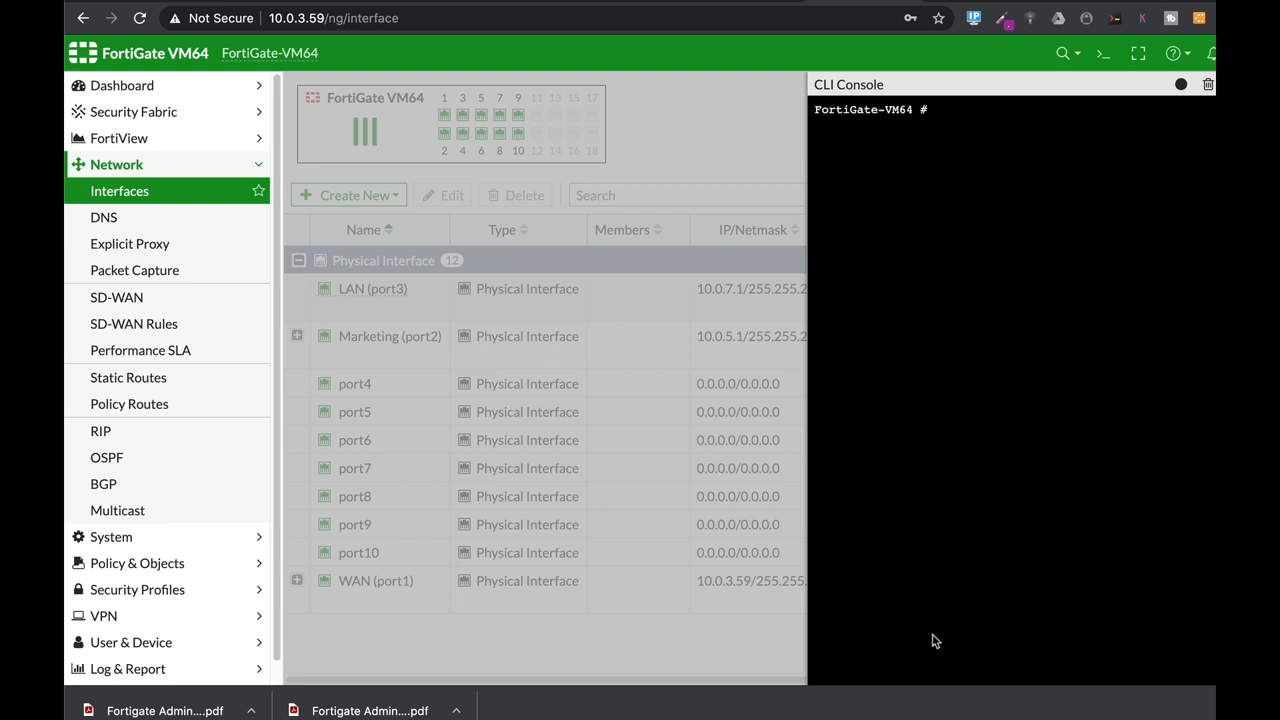 Not Secure 10.0.3.59/ng/interface
FortiGate VM64 FortiGate-VM64
Dashboard
Security Fabric
FortiView
Network
Interfaces
DNS
Explicit Proxy
Packet Capture
SD-WAN
SD-WAN Rules
Performance SLA
Static Routes
Policy Routes
RIP
OSPF
BGP
Multicast
System
Policy & Objects
Security Profiles
VPN
User & Device
Log & Report
FortiGate VM64 1 3 5 7 9 11 13 15 17
2 4 6 8 10 12 14 16 18
Create New Edit Delete Search
Name Type Members IP/Netmask
Physical Interface 12
LAN (port3) Physical Interface 10.0.7.1/255.255.2
Marketing (port2) Physical Interface 10.0.5.1/255.255.2
port4 Physical Interface 0.0.0.0/0.0.0.0
port5 Physical Interface 0.0.0.0/0.0.0.0
port6 Physical Interface 0.0.0.0/0.0.0.0
port7 Physical Interface 0.0.0.0/0.0.0.0
port8 Physical Interface 0.0.0.0/0.0.0.0
port9 Physical Interface 0.0.0.0/0.0.0.0
port10 Physical Interface 0.0.0.0/0.0.0.0
WAN (port1) Physical Interface 10.0.3.59/255.255.
CLI Console
FortiGate-VM64 #
Fortigate Admin....pdf Fortigate Admin....pdf